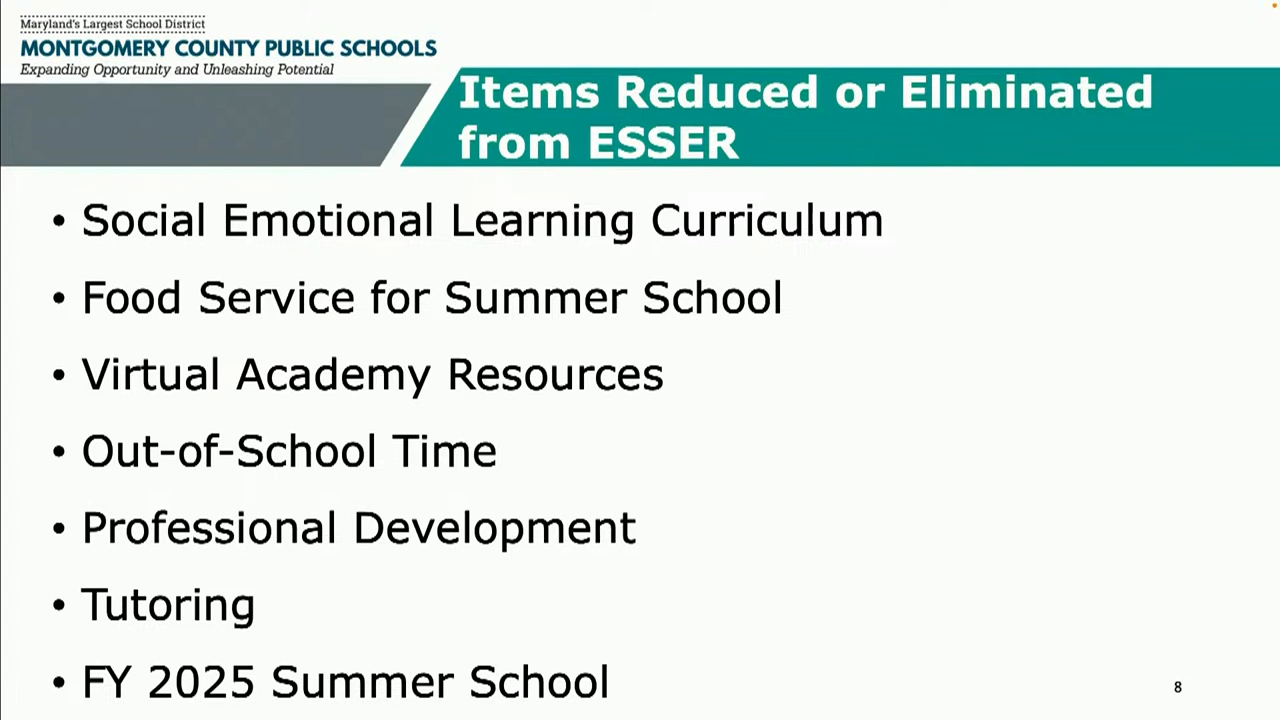 Maryland's Largest School District
MONTGOMERY COUNTY PUBLIC SCHOOLS
Expanding Opportunity and Unleashing Potential
Items Reduced or Eliminated
from ESSER
• Social Emotional Learning Curriculum
• Food Service for Summer School
• Virtual Academy Resources
• Out-of-School Time
• Professional Development
• Tutoring
• FY 2025 Summer School
8